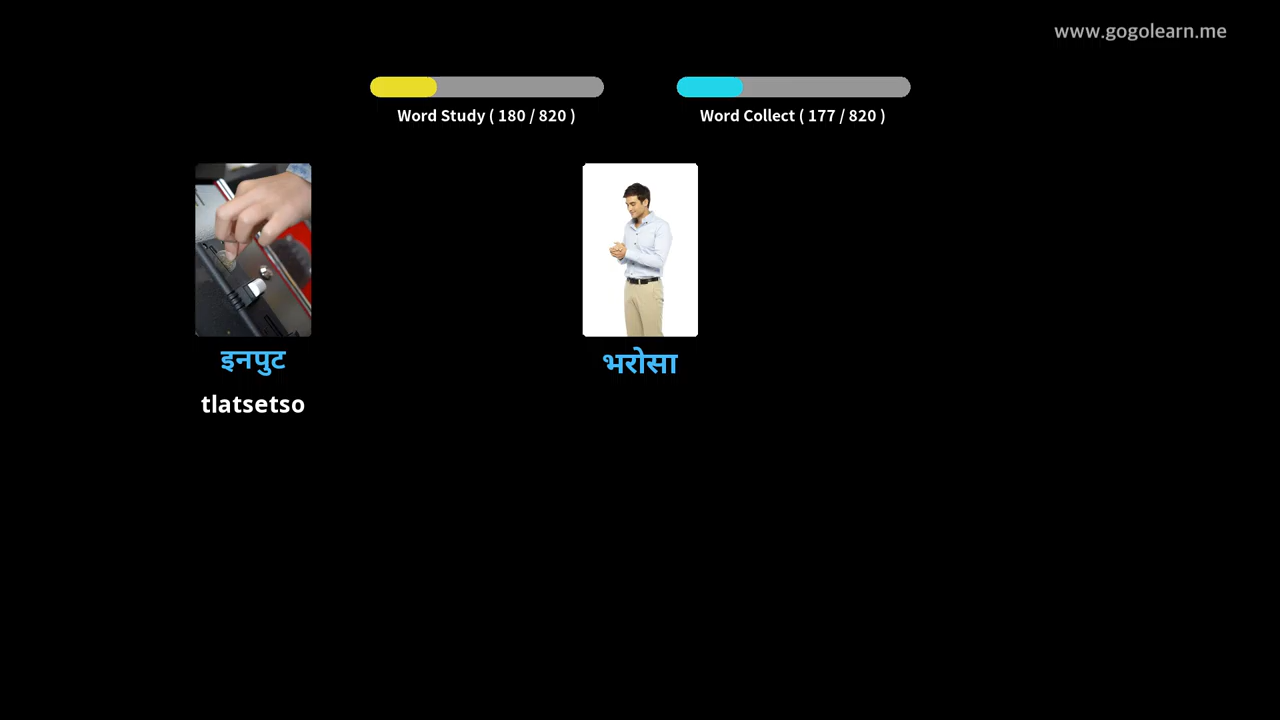 www.gogolearn.me
Word Study ( 180 / 820 )
Word Collect ( 177 / 820 )
इनपुट
भरोसा
tlatsetso